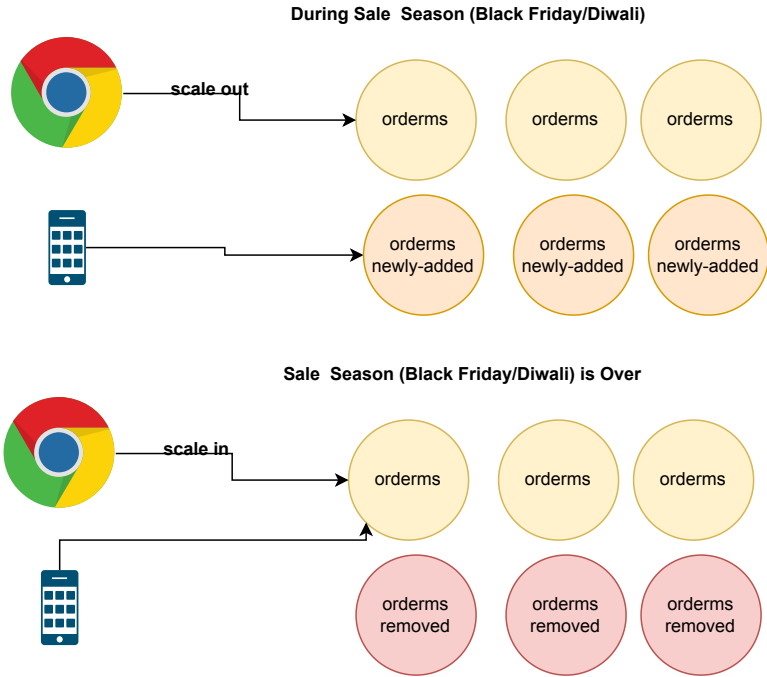 During Sale  Season (Black Friday/Diwali)
scale out
orderms
orderms
orderms
orderms
newly-added
orderms
newly-added
orderms
newly-added
Sale  Season (Black Friday/Diwali) is Over
scale in
orderms
orderms
orderms
orderms
removed
orderms
removed
orderms
removed